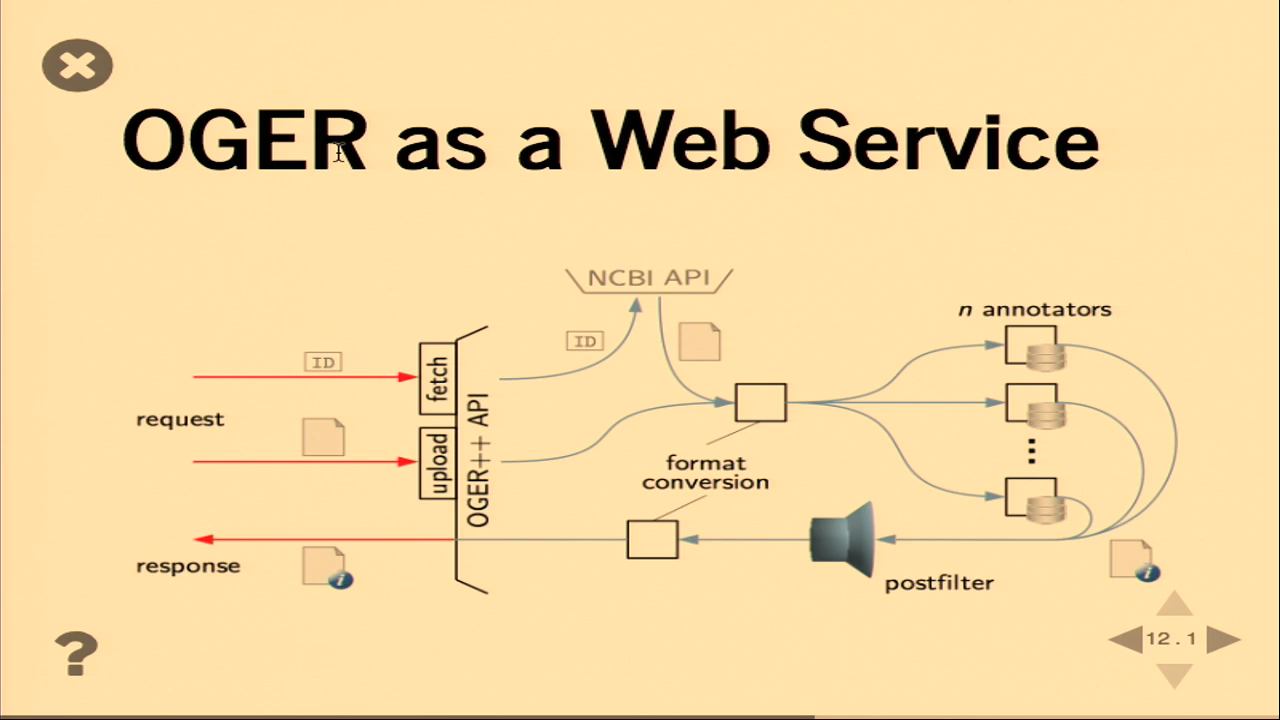 OGER as a Web Service
NCBI API
n annotators
ID
ID
fetch
request
upload
OGER++ API
format
conversion
response
postfilter
i
i
?
12.1